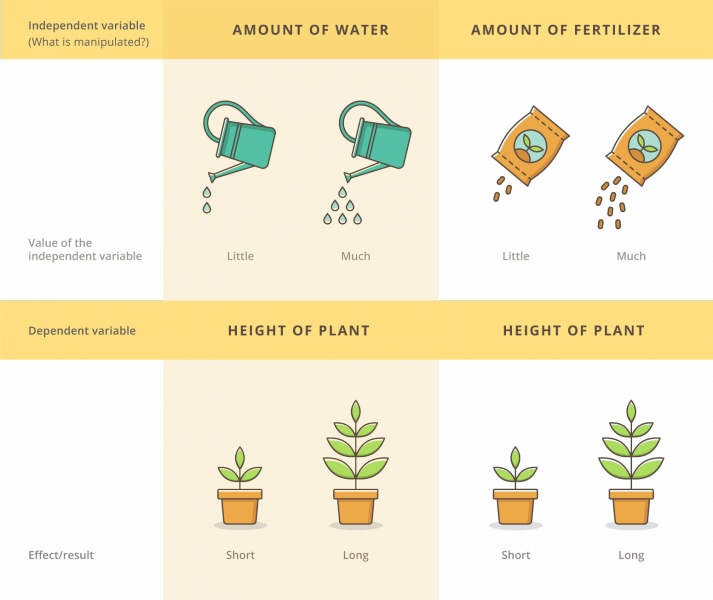 Independent variable
(What is manipulated?)
AMOUNT OF WATER
AMOUNT OF FERTILIZER
Value of the
independent variable
Little
Much
Little
Much
Dependent variable
HEIGHT OF PLANT
HEIGHT OF PLANT
Effect/result
Short
Long
Short
Long